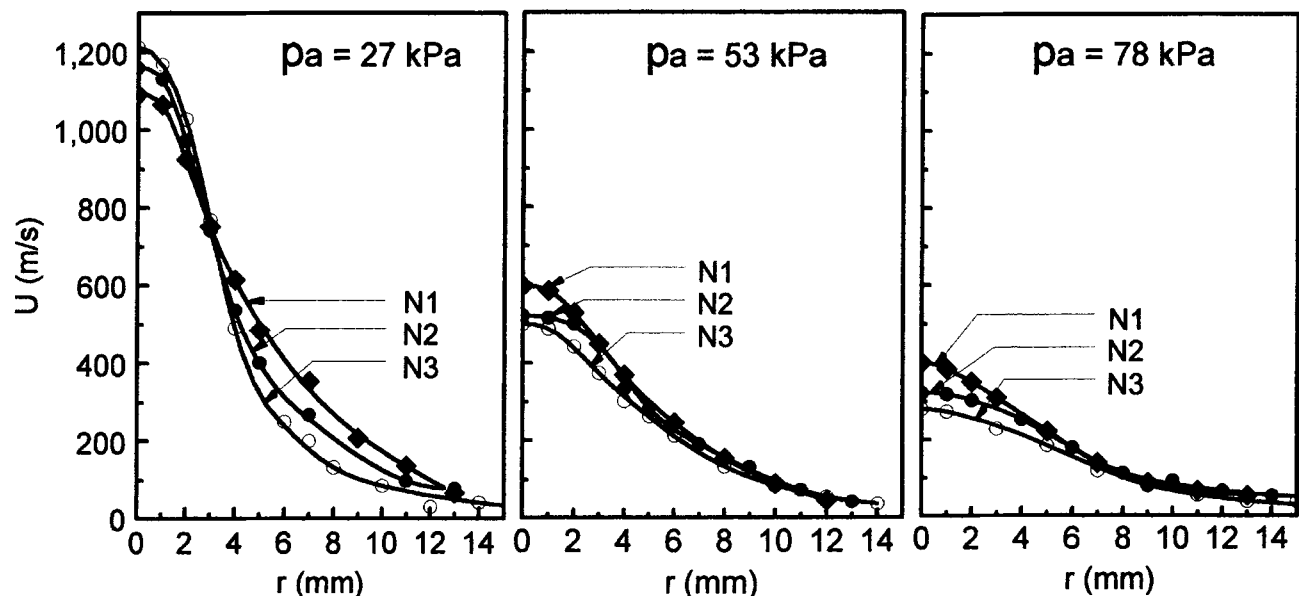 pa = 27 kPa
pa = 53 kPa
pa = 78 kPa
U (m/s)
1,200
1,000
800
600
400
200
0
N1
N2
N3
N1
N2
N3
N1
N2
N3
0 2 4 6 8 10 12 14
0 2 4 6 8 10 12 14
0 2 4 6 8 10 12 14
r (mm)
r (mm)
r (mm)